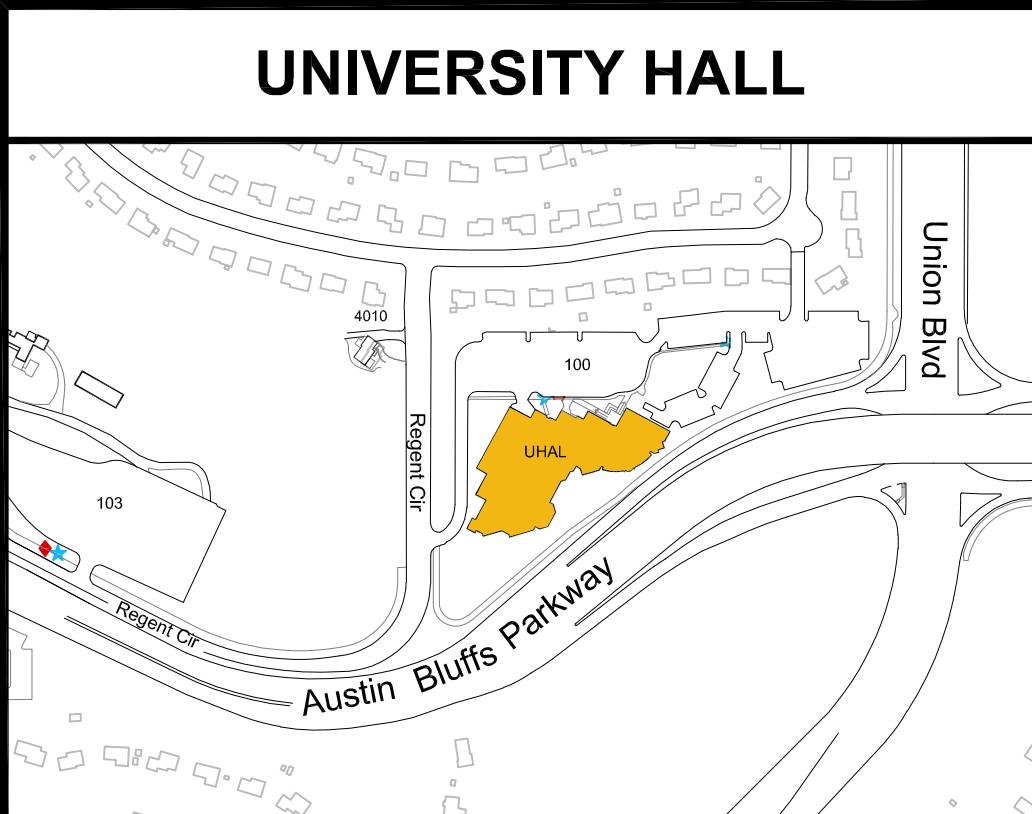 UNIVERSITY HALL
Union Blvd
4010
100
Regent Cir
UHAL
103
Regent Cir
Austin Bluffs Parkway